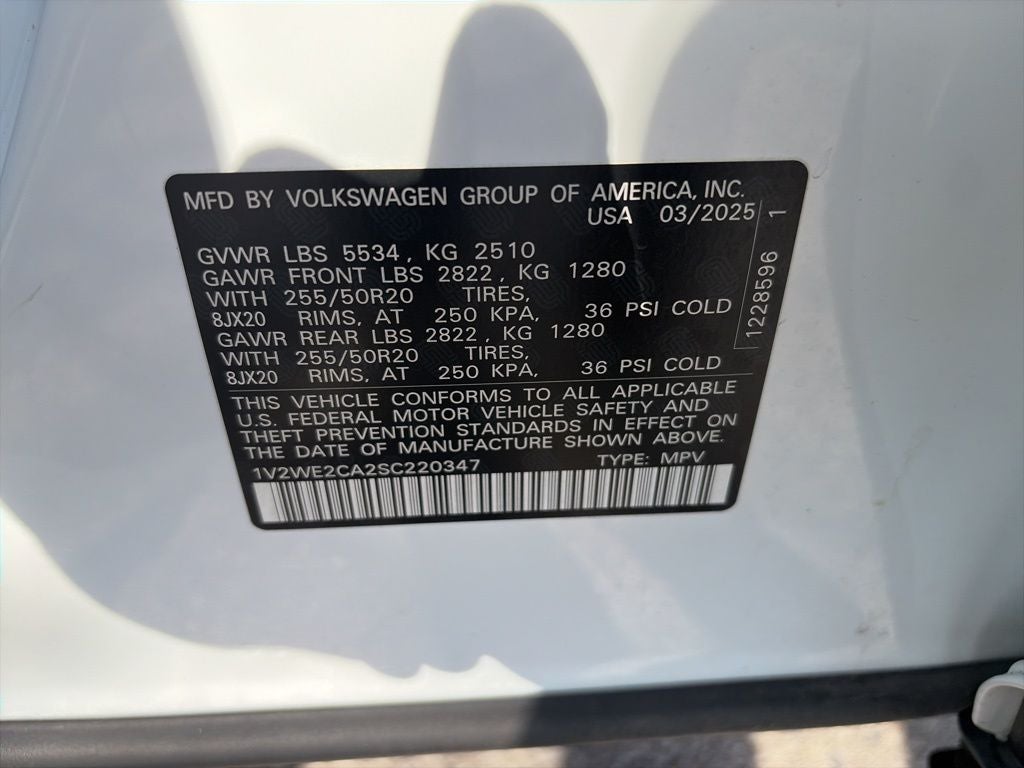 MFD BY VOLKSWAGEN GROUP OF AMERICA, INC.
USA 03/2025
GVWR LBS 5534, KG 2510
GAWR FRONT LBS 2822, KG 1280
WITH 255/50R20 TIRES,
8JX20 RIMS, AT 250 KPA, 36 PSI COLD
GAWR REAR LBS 2822, KG 1280
WITH 255/50R20 TIRES,
8JX20 RIMS, AT 250 KPA, 36 PSI COLD
THIS VEHICLE CONFORMS TO ALL APPLICABLE
U.S. FEDERAL MOTOR VEHICLE SAFETY AND
THEFT PREVENTION STANDARDS IN EFFECT ON
THE DATE OF MANUFACTURE SHOWN ABOVE.
1V2WE2CA2SC220347 TYPE: MPV
1228596 1